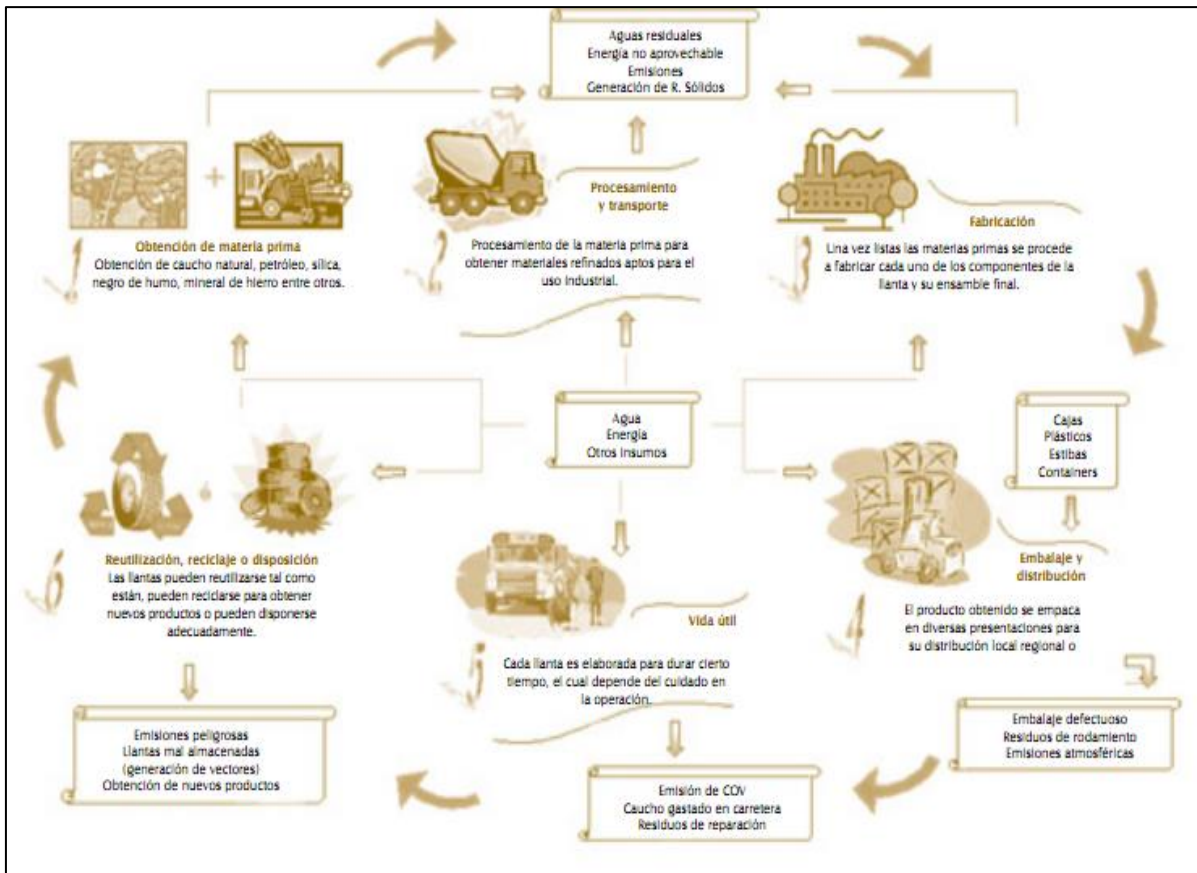 Aguas residuales
Energía no aprovechable
Emisiones
Generación de R. Sólidos
1
Obtención de materia prima
Obtención de caucho natural, petróleo, sílica,
negro de humo, mineral de hierro entre otros.
2
Procesamiento
y transporte
Procesamiento de la materia prima para
obtener materiales refinados aptos para el
uso industrial.
3
Fabricación
Una vez listas las materias primas se procede
a fabricar cada uno de los componentes de la
llanta y su ensamble final.
Agua
Energía
Otros insumos
Cajas
Plásticos
Estibas
Containers
4
Embalaje y
distribución
El producto obtenido se empaca
en diversas presentaciones para
su distribución local regional o
Embalaje defectuoso
Residuos de rodamiento
Emisiones atmosféricas
5
Vida útil
Cada llanta es elaborada para durar cierto
tiempo, el cual depende del cuidado en
la operación.
Emisión de COV
Caucho gastado en carretera
Residuos de reparación
6
ó
Reutilización, reciclaje o disposición
Las llantas pueden reutilizarse tal como
están, pueden reciclarse para obtener
nuevos productos o pueden disponerse
adecuadamente.
Emisiones peligrosas
Llantas mal almacenadas
(generación de vectores)
Obtención de nuevos productos